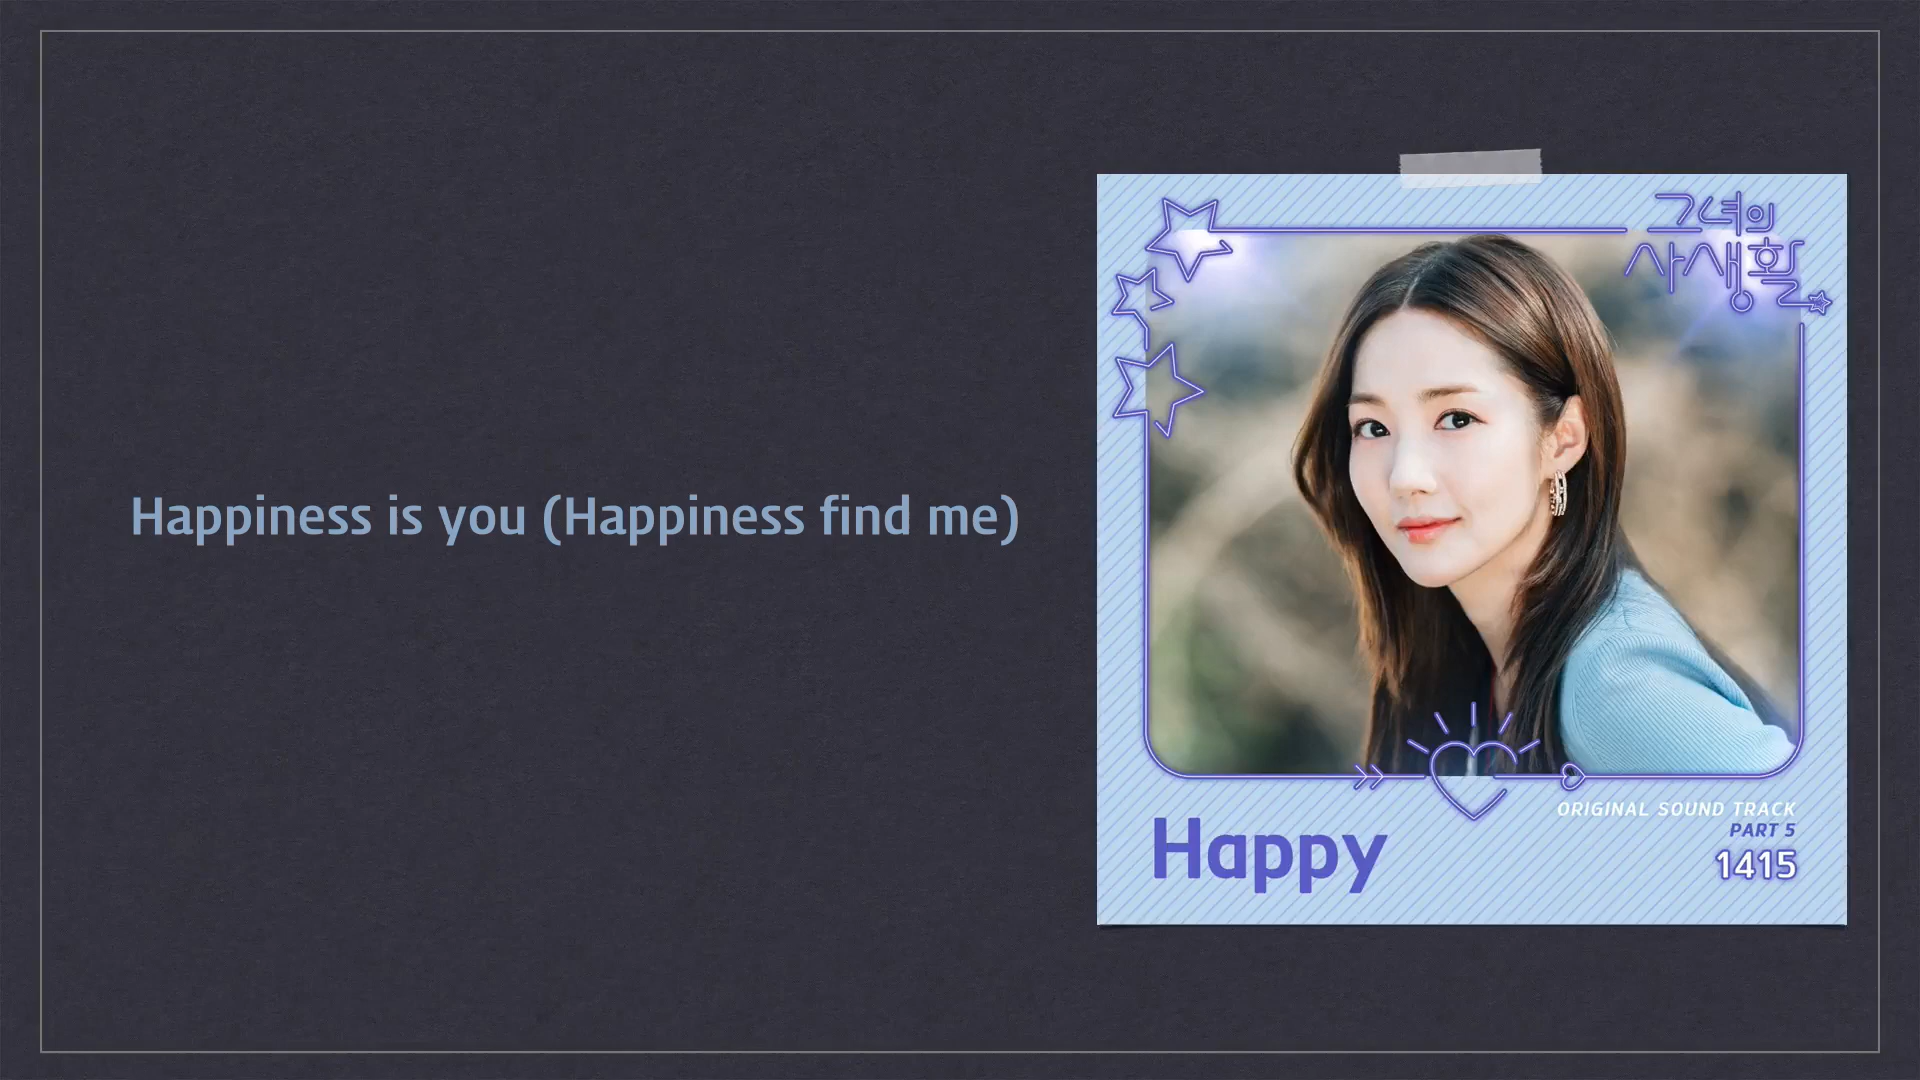 Happiness is you (Happiness find me)
그녀의
사생활
ORIGINAL SOUND TRACK
PART 5
1415
Happy